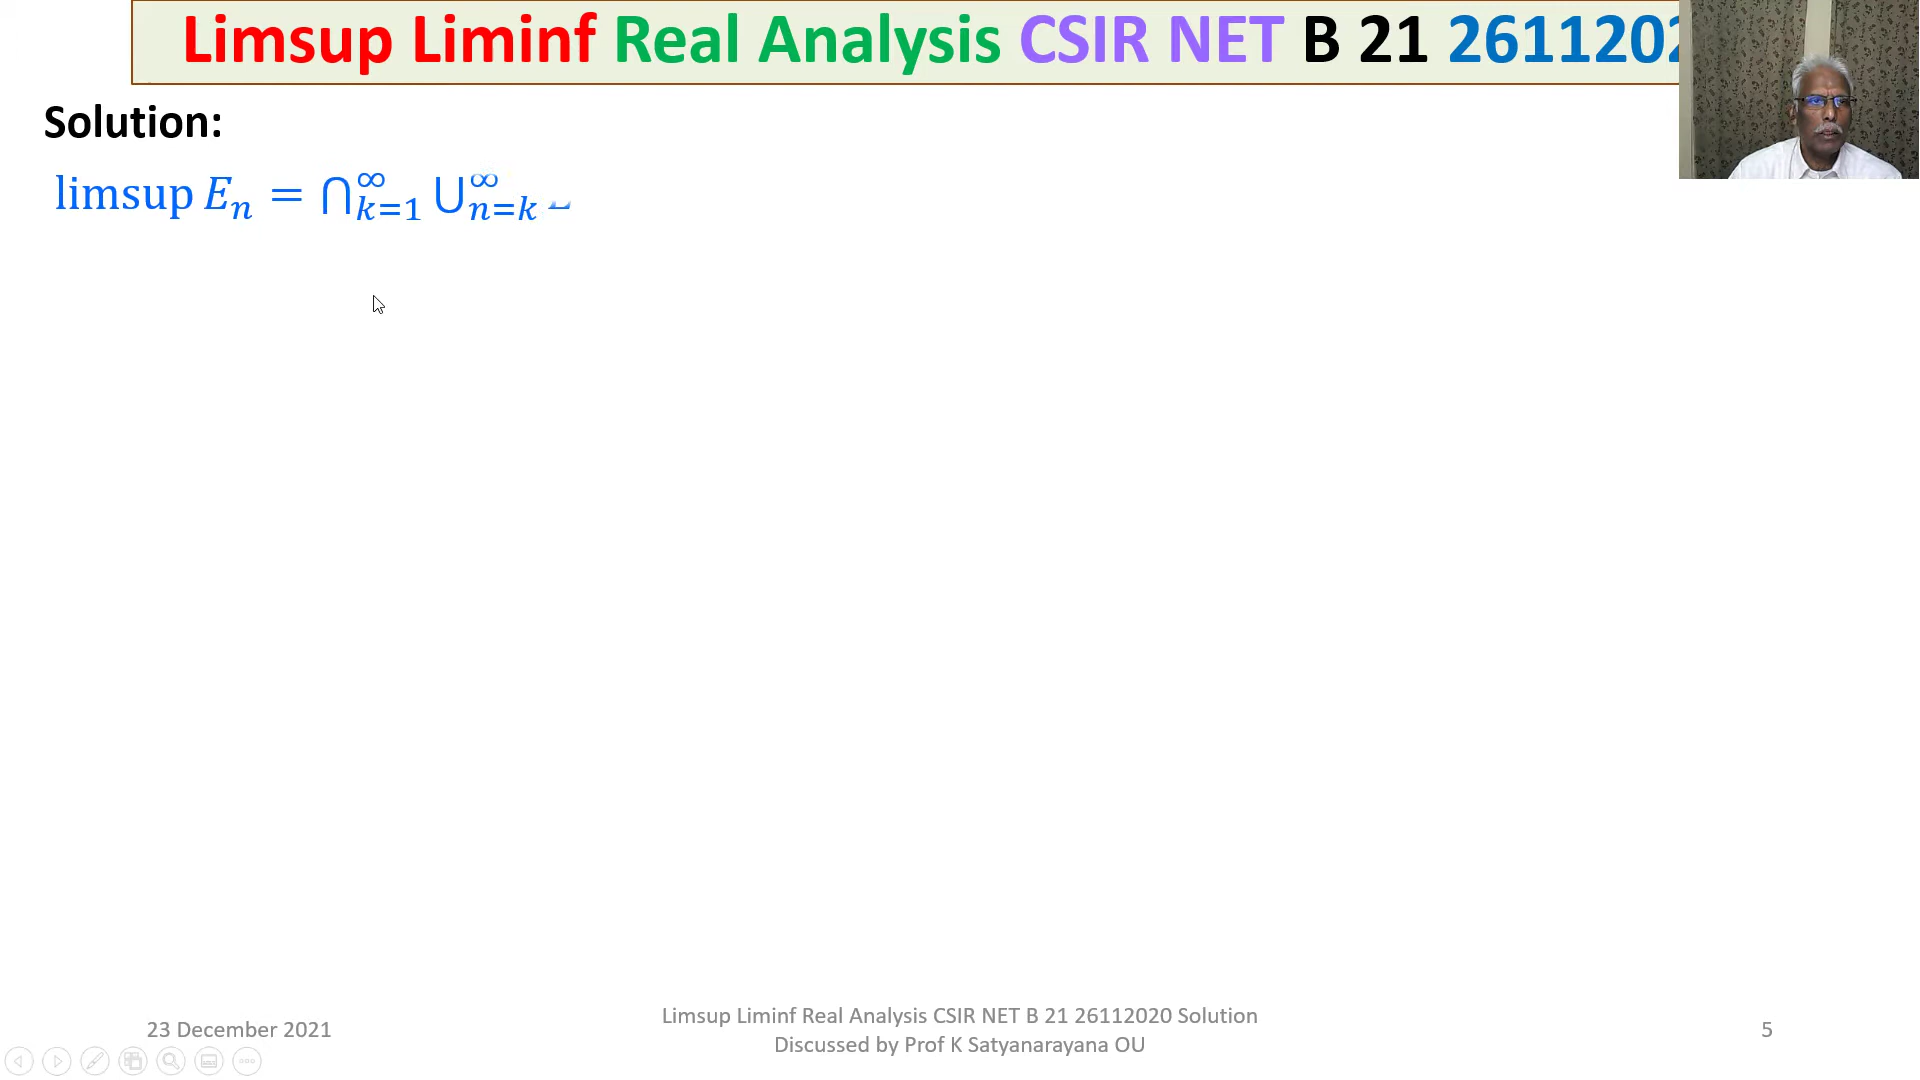 Limsup Liminf Real Analysis CSIR NET B 21 2611202
Solution:
limsup Eₙ = ⋂_{k=1}^{∞} ⋃_{n=k}^{∞}
23 December 2021
Limsup Liminf Real Analysis CSIR NET B 21 26112020 Solution
Discussed by Prof K Satyanarayana OU
5